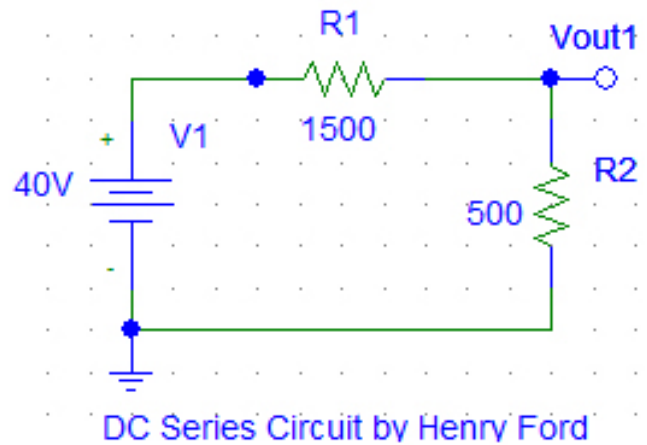 R1
Vout1
1500
+
V1
40V
R2
500
-
DC Series Circuit by Henry Ford